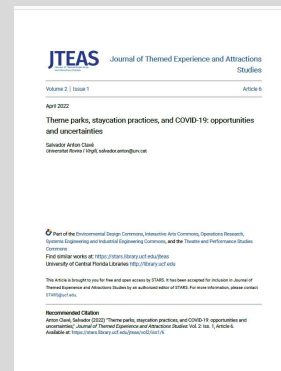 JTEAS
Journal of Themed Experience and Attractions
Studies
Volume 2 | Issue 1
Article 6
April 2022
Theme parks, staycation practices, and COVID-19: opportunities
and uncertainties
Salvador Anton Clavé
Universitat Rovira i Virgili, salvador.anton@urv.cat
Part of the Environmental Design Commons, Interactive Arts Commons, Operations Research,
Systems Engineering and Industrial Engineering Commons, and the Theatre and Performance Studies
Commons
Find similar works at: https://stars.library.ucf.edu/jteas
University of Central Florida Libraries http://library.ucf.edu
This Article is brought to you for free and open access by STARS. It has been accepted for inclusion in Journal of
Themed Experience and Attractions Studies by an authorized editor of STARS. For more information, please contact
STARS@ucf.edu.
Recommended Citation
Anton Clavé, Salvador (2022) "Theme parks, staycation practices, and COVID-19: opportunities and
uncertainties," Journal of Themed Experience and Attractions Studies: Vol. 2: Iss. 1, Article 6.
Available at: https://stars.library.ucf.edu/jteas/vol2/iss1/6